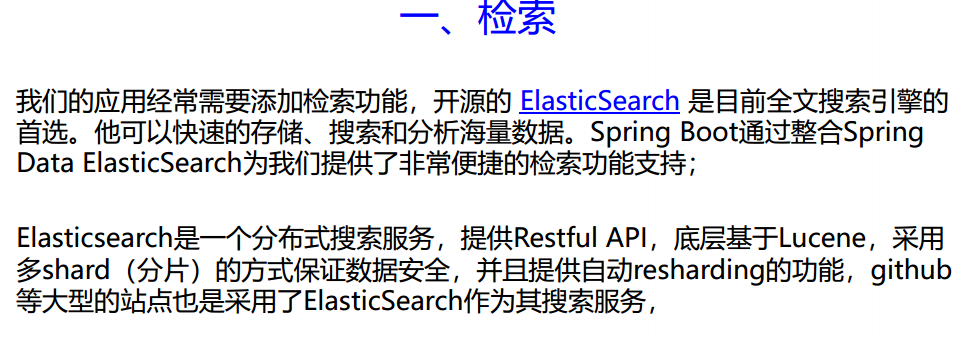 一、检索
我们的应用经常需要添加检索功能，开源的 ElasticSearch 是目前全文搜索引擎的
首选。他可以快速的存储、搜索和分析海量数据。Spring Boot通过整合Spring
Data ElasticSearch为我们提供了非常便捷的检索功能支持；
Elasticsearch是一个分布式搜索服务，提供Restful API，底层基于Lucene，采用
多shard（分片）的方式保证数据安全，并且提供自动resharding的功能，github
等大型的站点也是采用了ElasticSearch作为其搜索服务，